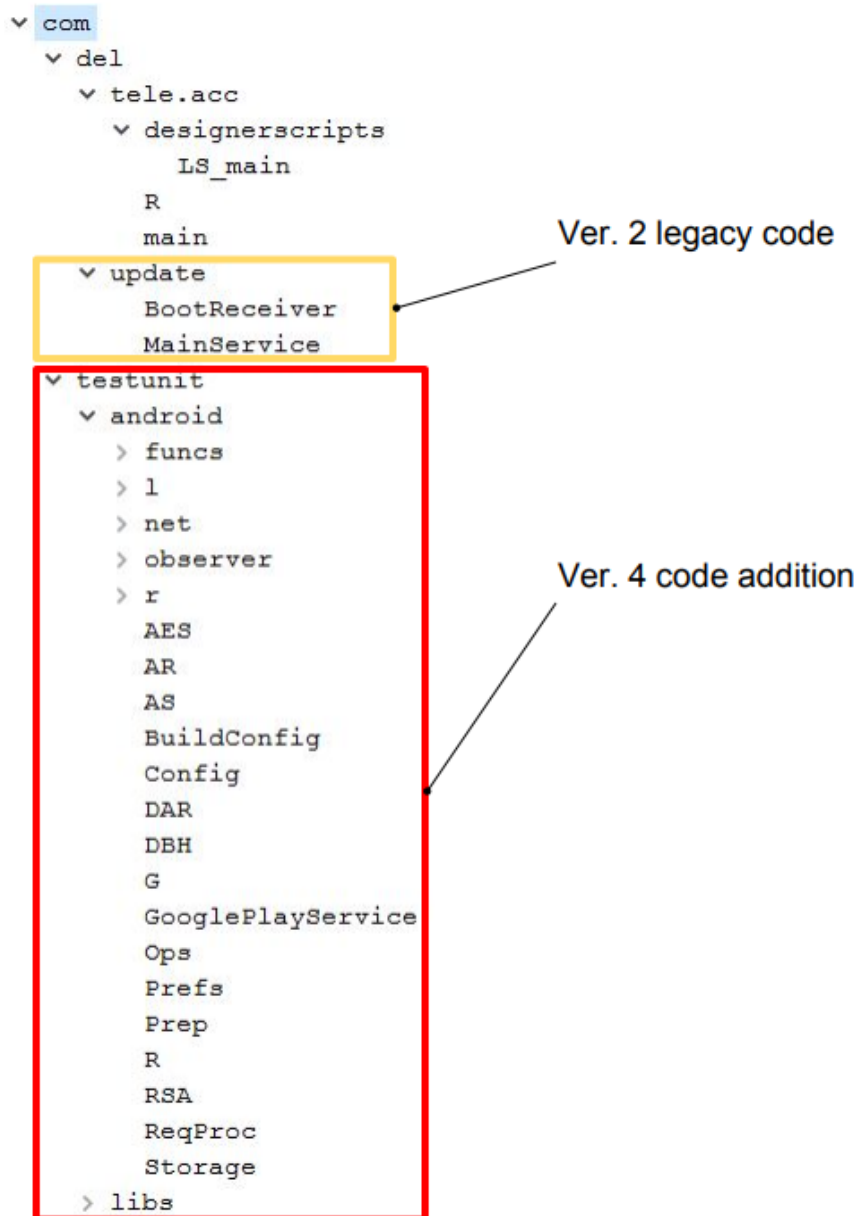 com
del
tele.acc
designerscripts
LS_main
R
main
Ver. 2 legacy code
update
BootReceiver
MainService
testunit
android
funcs
l
net
observer
Ver. 4 code addition
r
AES
AR
AS
BuildConfig
Config
DAR
DBH
G
GooglePlayService
Ops
Prefs
Prep
R
RSA
ReqProc
Storage
libs